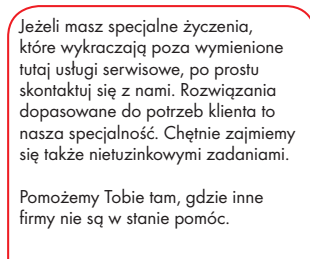 Jeżeli masz specjalne życzenia,
które wykraczają poza wymienione
tutaj usługi serwisowe, po prostu
skontaktuj się z nami. Rozwiązania
dopasowane do potrzeb klienta to
nasza specjalność. Chętnie zajmiemy
się także nietuzinkowymi zadaniami.
Pomożemy Tobie tam, gdzie inne
firmy nie są w stanie pomóc.